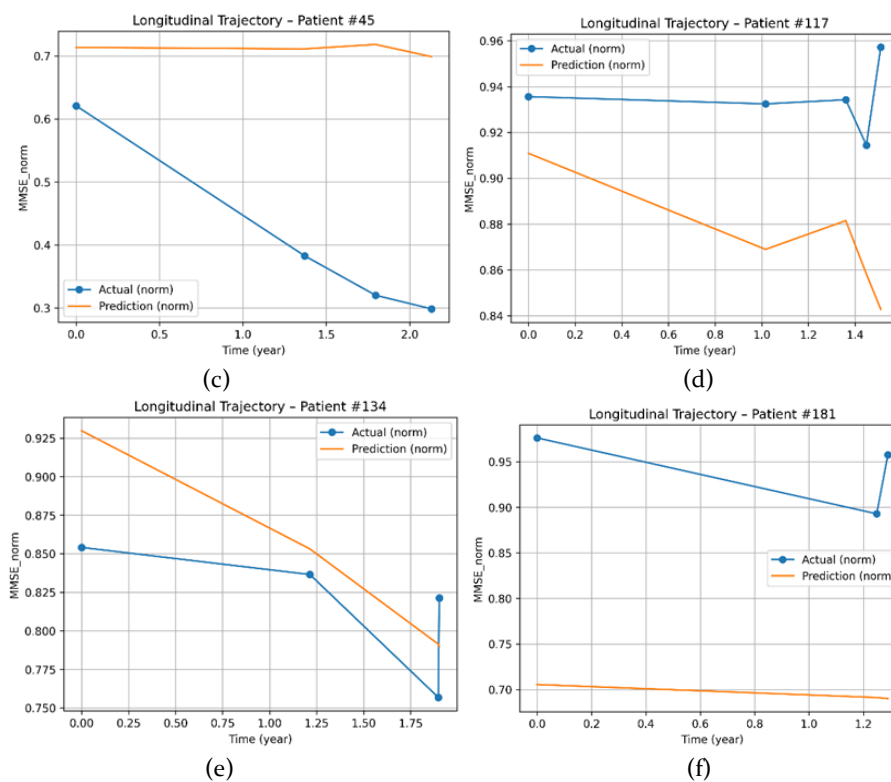 Longitudinal Trajectory – Patient #45
0.7
0.6
0.5
0.4
0.3
MMSE_norm
Actual (norm)
Prediction (norm)
0.0 0.5 1.0 1.5 2.0
Time (year)
(c)
Longitudinal Trajectory – Patient #117
0.96
0.94
0.92
0.90
0.88
0.86
0.84
MMSE_norm
Actual (norm)
Prediction (norm)
0.0 0.2 0.4 0.6 0.8 1.0 1.2 1.4
Time (year)
(d)
Longitudinal Trajectory – Patient #134
0.925
0.900
0.875
0.850
0.825
0.800
0.775
0.750
MMSE_norm
Actual (norm)
Prediction (norm)
0.00 0.25 0.50 0.75 1.00 1.25 1.50 1.75
Time (year)
(e)
Longitudinal Trajectory – Patient #181
0.95
0.90
0.85
0.80
0.75
0.70
MMSE_norm
Actual (norm)
Prediction (norm
0.0 0.2 0.4 0.6 0.8 1.0 1.2
Time (year)
(f)